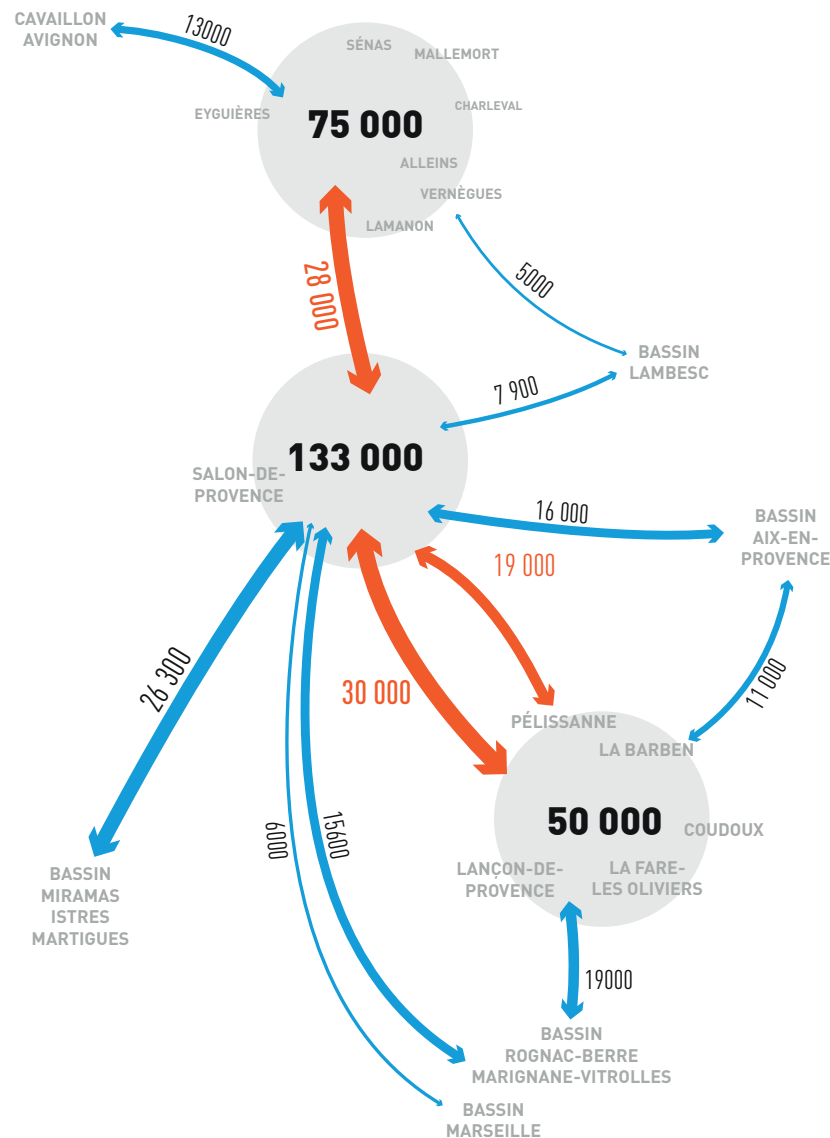 CAVAILLON
AVIGNON
13000
SÉNAS
MALLEMORT
EYGUIÈRES
CHARLEVAL
75 000
ALLEINS
VERNÈGUES
LAMANON
28 000
5000
BASSIN
LAMBESC
7 900
133 000
SALON-DE-
PROVENCE
16 000
BASSIN
AIX-EN-
PROVENCE
19 000
26 300
30 000
11 000
PÉLISSANNE
LA BARBEN
50 000
COUDOUX
6000
15600
LANÇON-DE-
PROVENCE
LA FARE-
LES OLIVIERS
BASSIN
MIRAMAS
ISTRES
MARTIGUES
19000
BASSIN
ROGNAC-BERRE
MARIGNANE-VITROLLES
BASSIN
MARSEILLE